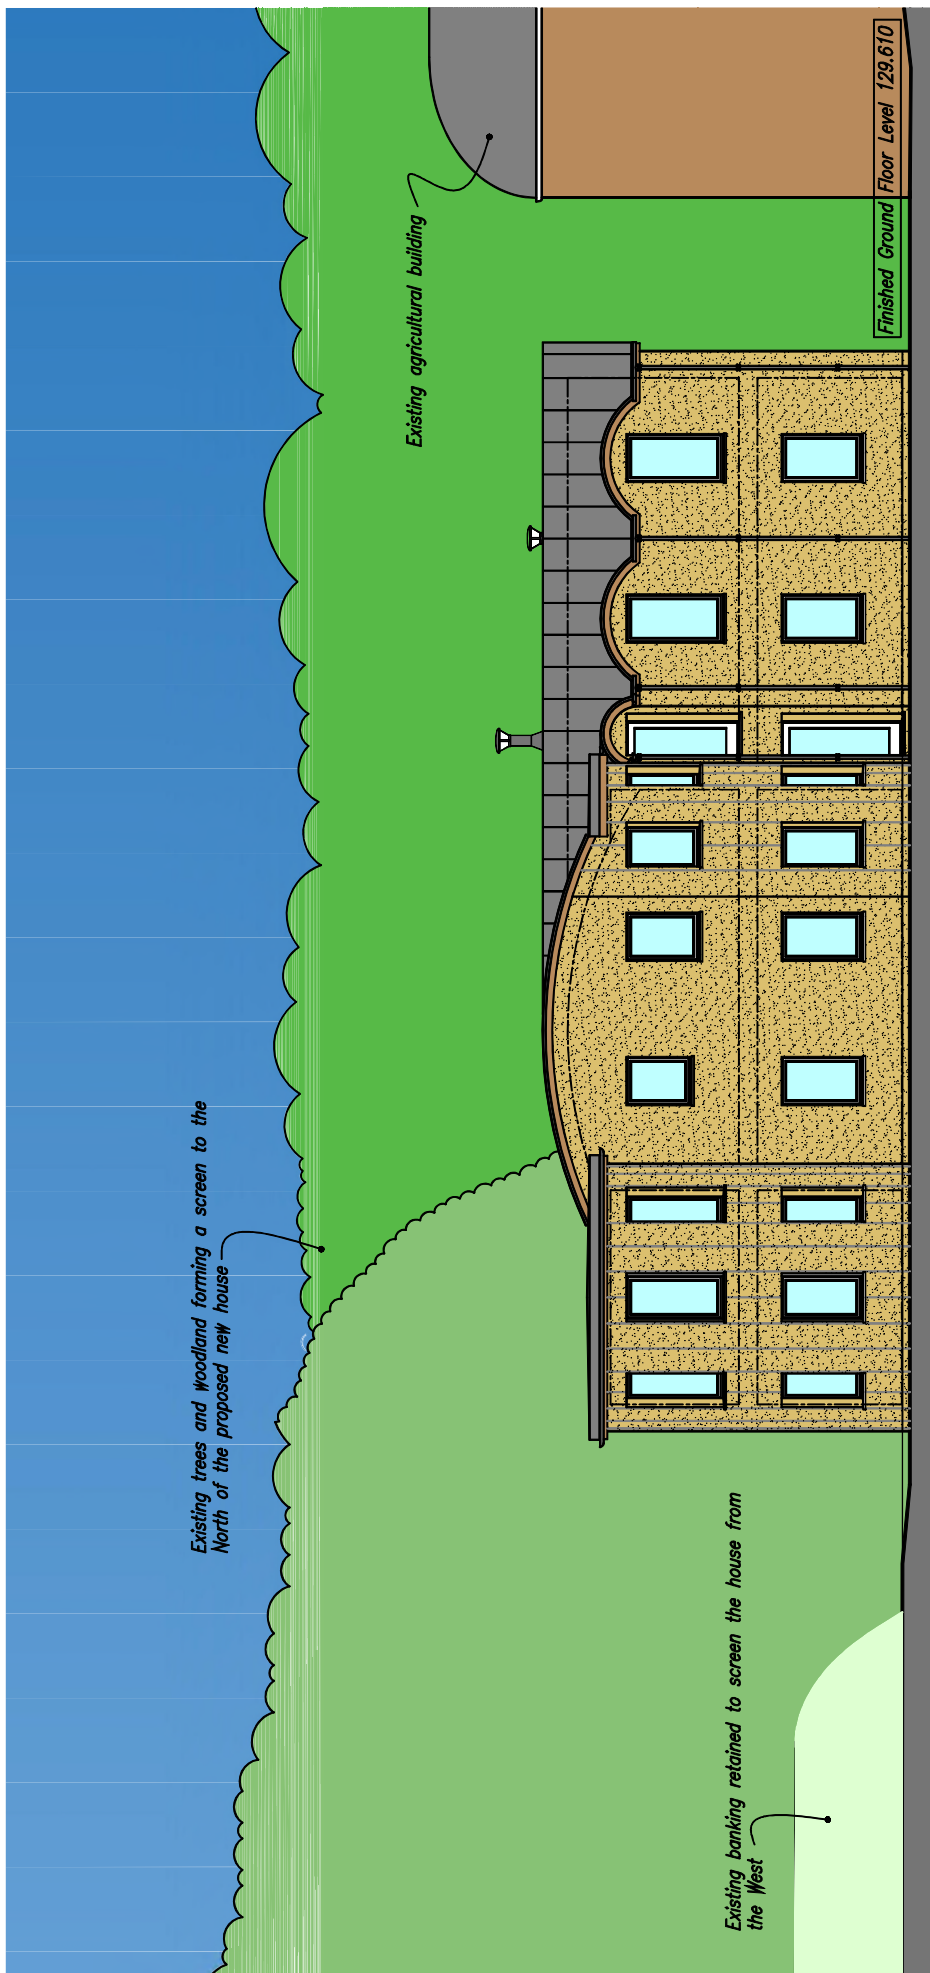 Existing trees and Woodland forming a screen to the
North of the proposed new house
Existing agricultural building
Existing banking retained to screen the house from
the West
Finished Ground Floor Level 129.610